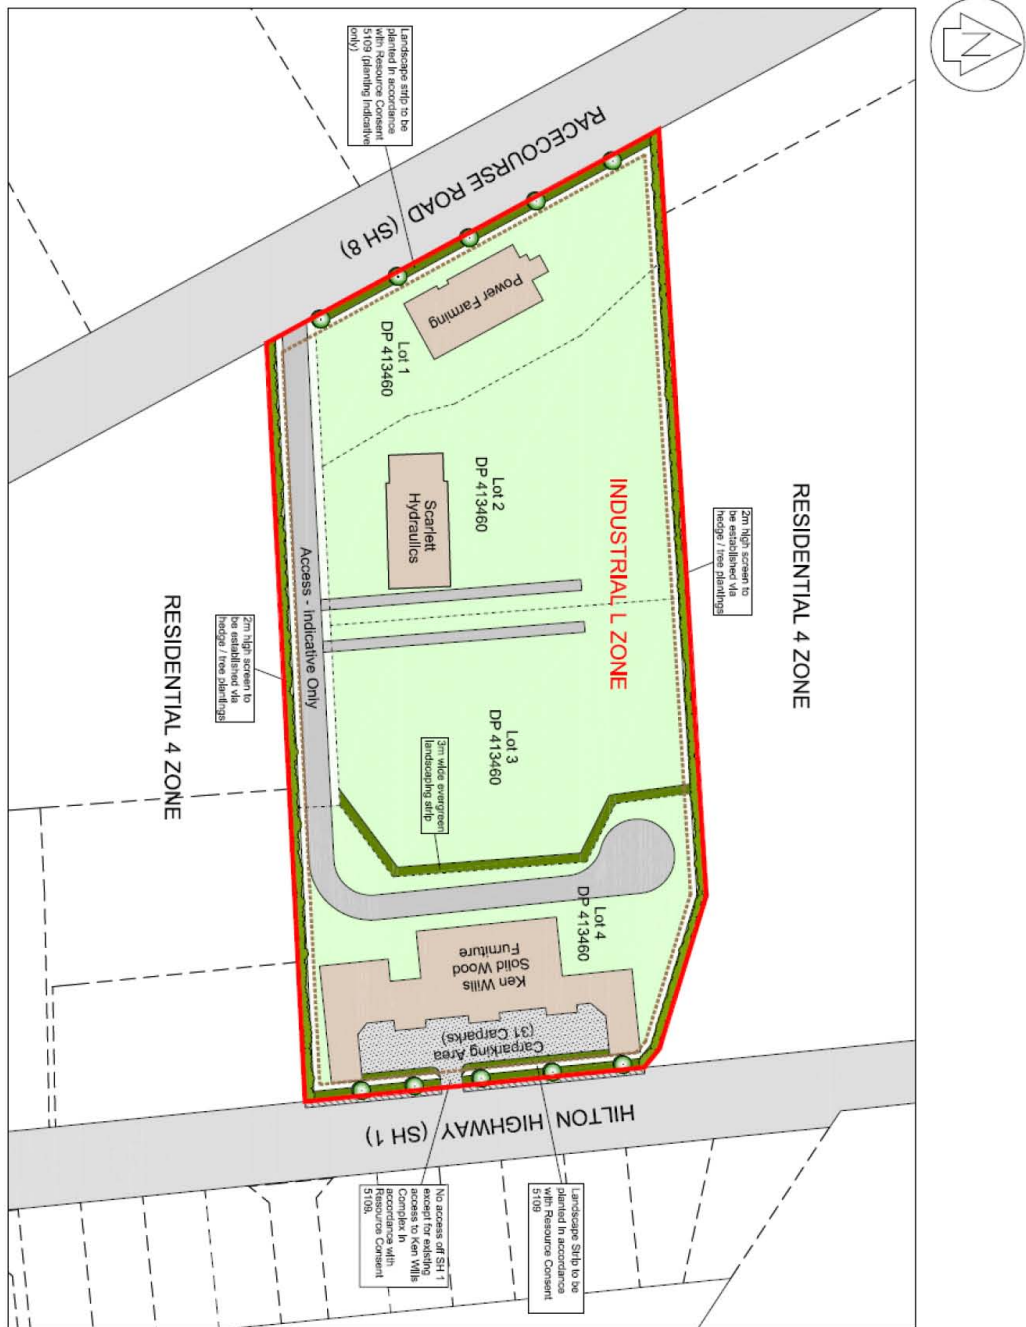 N
Landscape strip to be
planted in accordance
with Resource Consent
5109 (planting indicative
only)
RACECOURSE ROAD (SH 8)
Power Farming
Lot 1
DP 413460
Lot 2
DP 413460
Scarlett
Hydraulics
INDUSTRIAL L ZONE
RESIDENTIAL 4 ZONE
2m high screen to
be established via
hedge / tree plantings
Access - Indicative Only
RESIDENTIAL 4 ZONE
2m high screen to
be established via
hedge / tree plantings
Lot 3
DP 413460
3m wide evergreen
landscaping strip
Lot 4
DP 413460
Ken Wills
Solid Wood
Furniture
Carparking Area
(31 Carparks)
HILTON HIGHWAY (SH 1)
No access off SH 1
except for existing
access to Ken Wills
Complex in
accordance with
Resource Consent
5109.
Landscape Strip to be
planted in accordance
with Resource Consent
5109